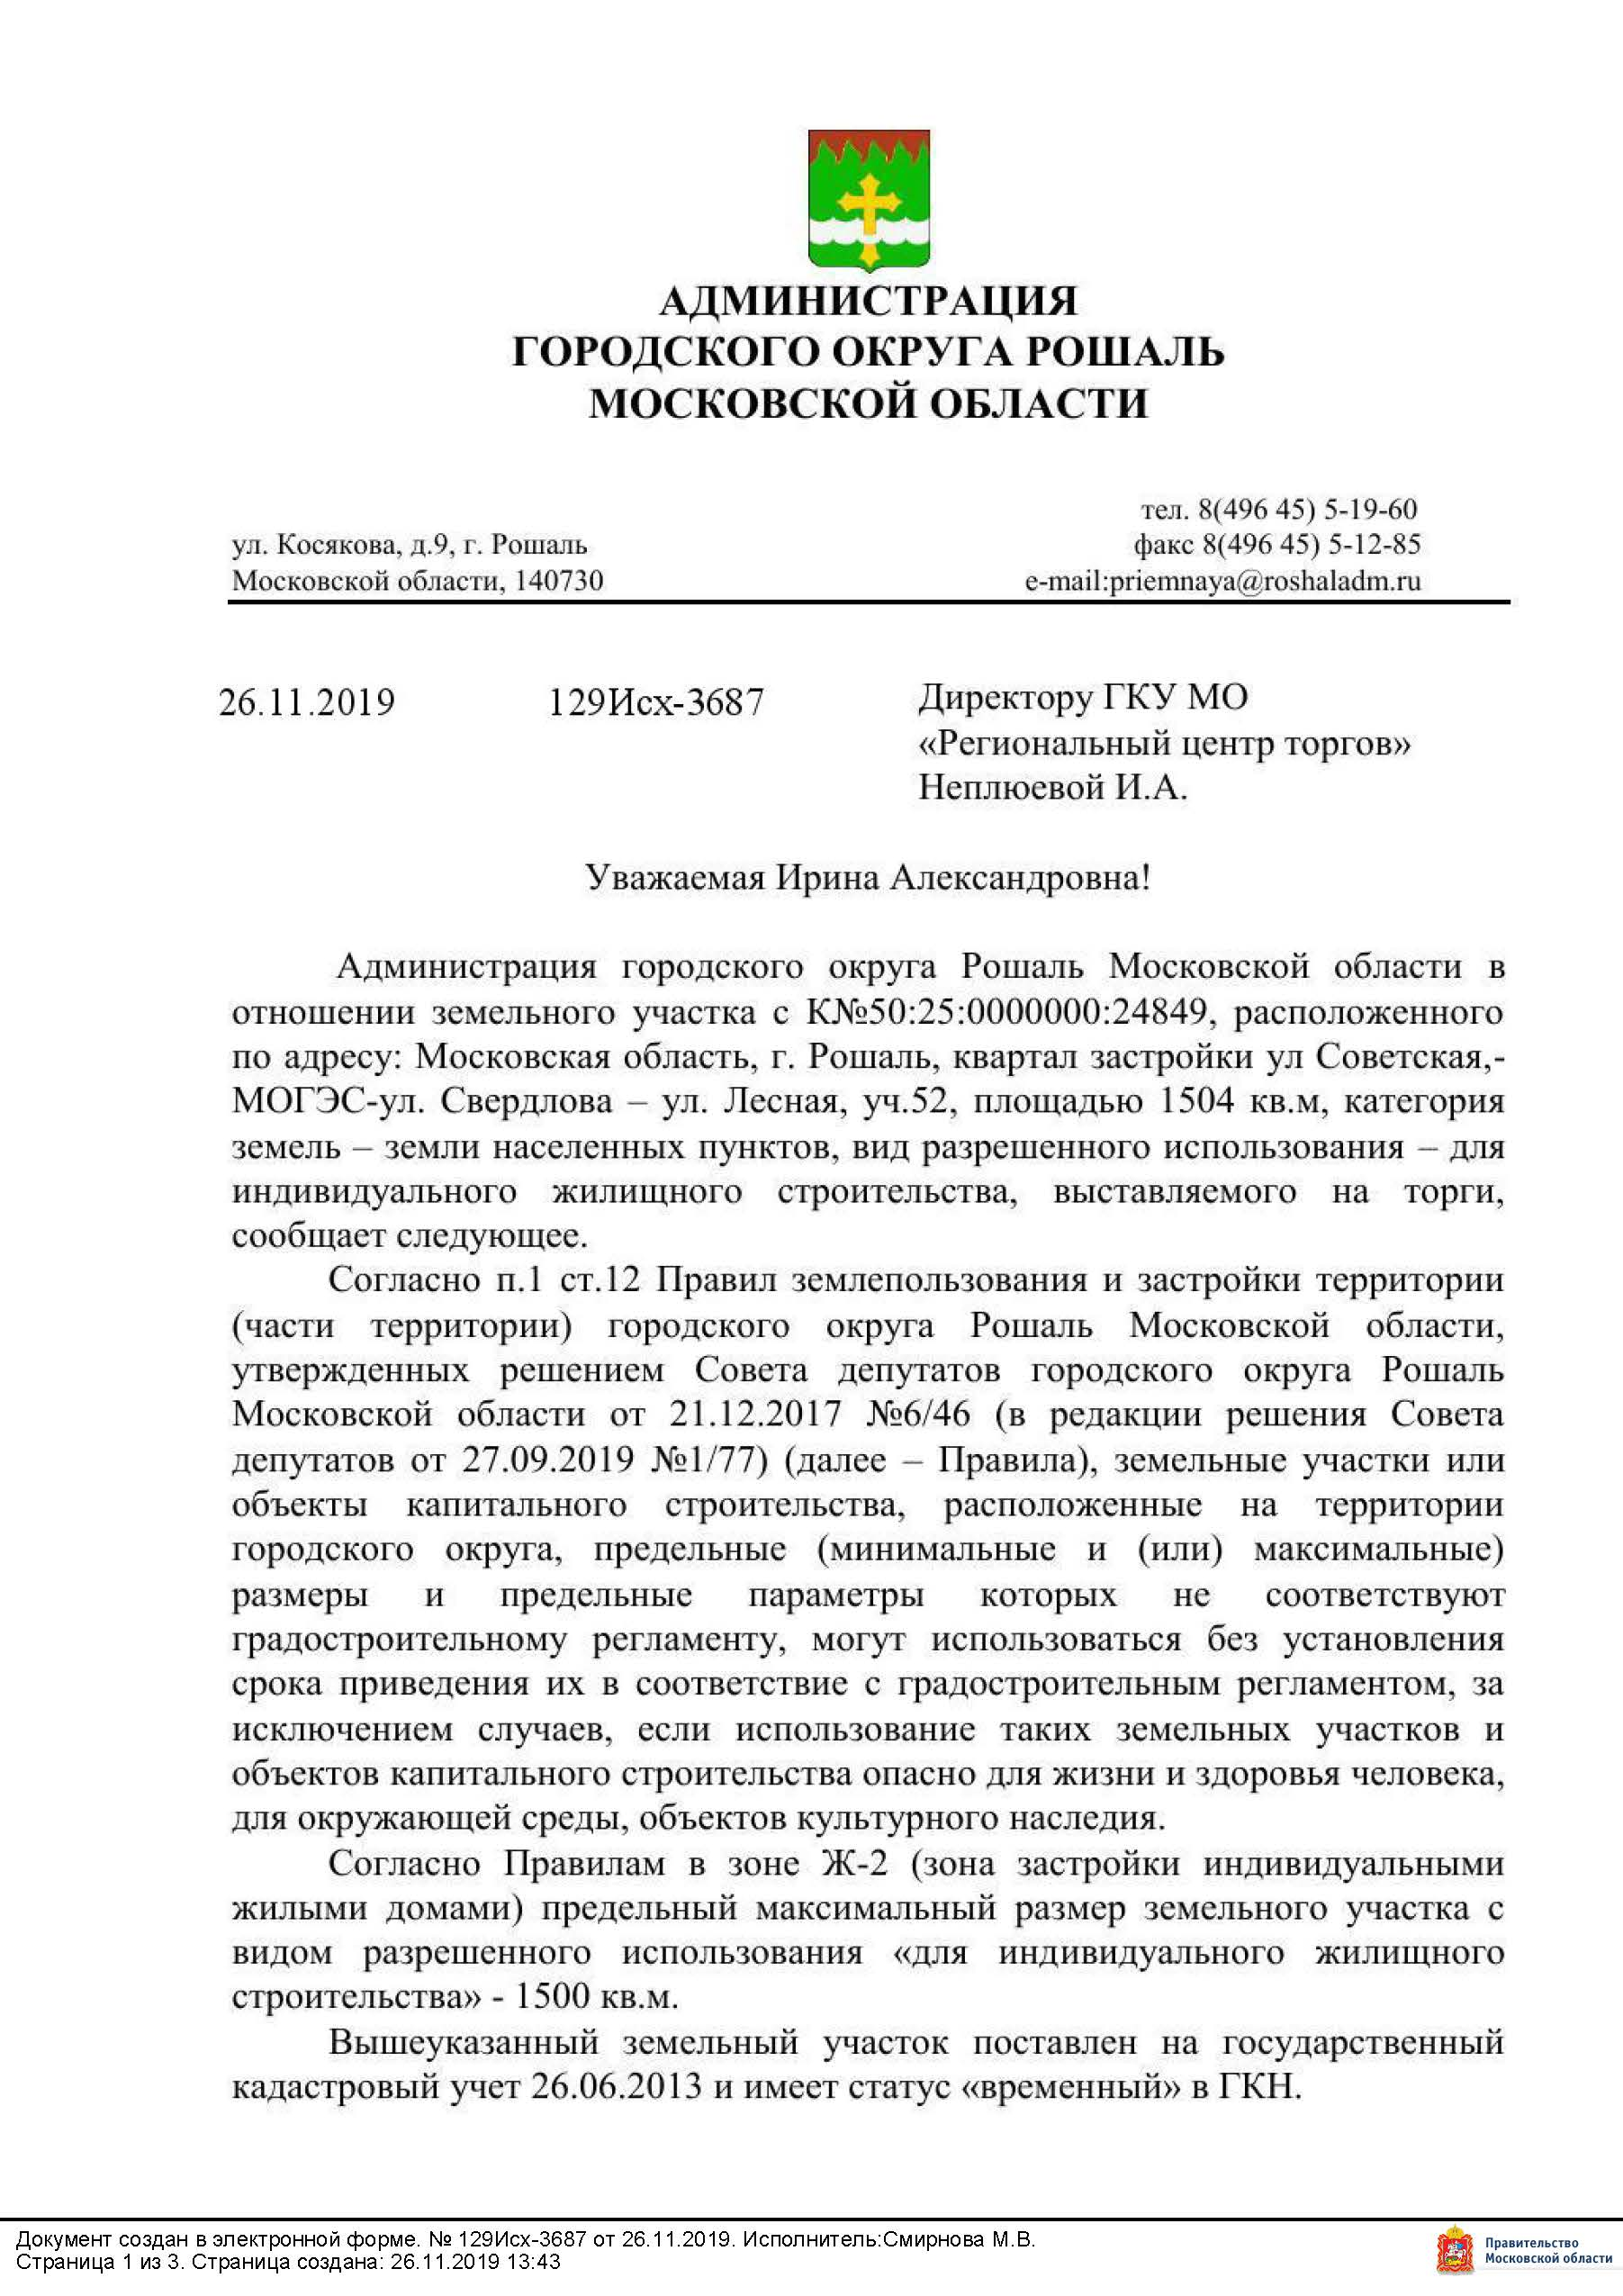 АДМИНИСТРАЦИЯ
ГОРОДСКОГО ОКРУГА РОШАЛЬ
МОСКОВСКОЙ ОБЛАСТИ
тел. 8(496 45) 5-19-60
ул. Косякова, д.9, г. Рошаль
факс 8(496 45) 5-12-85
Московской области, 140730
e-mail:priemnaya@roshaladm.ru
26.11.2019
129Исх-3687
Директору ГКУ МО
«Региональный центр торгов»
Неплюевой И.А.
Уважаемая Ирина Александровна!
Администрация городского округа Рошаль Московской области в
отношении земельного участка с К№50:25:0000000:24849, расположенного
по адресу: Московская область, г. Рошаль, квартал застройки ул Советская,-
МОГЭС-ул. Свердлова – ул. Лесная, уч.52, площадью 1504 кв.м, категория
земель – земли населенных пунктов, вид разрешенного использования – для
индивидуального жилищного строительства, выставляемого на торги,
сообщает следующее.
Согласно п.1 ст.12 Правил землепользования и застройки территории
(части территории) городского округа Рошаль Московской области,
утвержденных решением Совета депутатов городского округа Рошаль
Московской области от 21.12.2017 №6/46 (в редакции решения Совета
депутатов от 27.09.2019 №1/77) (далее – Правила), земельные участки или
объекты капитального строительства, расположенные на территории
городского округа, предельные (минимальные и (или) максимальные)
размеры и предельные параметры которых не соответствуют
градостроительному регламенту, могут использоваться без установления
срока приведения их в соответствие с градостроительным регламентом, за
исключением случаев, если использование таких земельных участков и
объектов капитального строительства опасно для жизни и здоровья человека,
для окружающей среды, объектов культурного наследия.
Согласно Правилам в зоне Ж-2 (зона застройки индивидуальными
жилыми домами) предельный максимальный размер земельного участка с
видом разрешенного использования «для индивидуального жилищного
строительства» - 1500 кв.м.
Вышеуказанный земельный участок поставлен на государственный
кадастровый учет 26.06.2013 и имеет статус «временный» в ГКН.
Документ создан в электронной форме. № 129Исх-3687 от 26.11.2019. Исполнитель:Смирнова М.В.
Страница 1 из 3. Страница создана: 26.11.2019 13:43
Правительство
Московской области